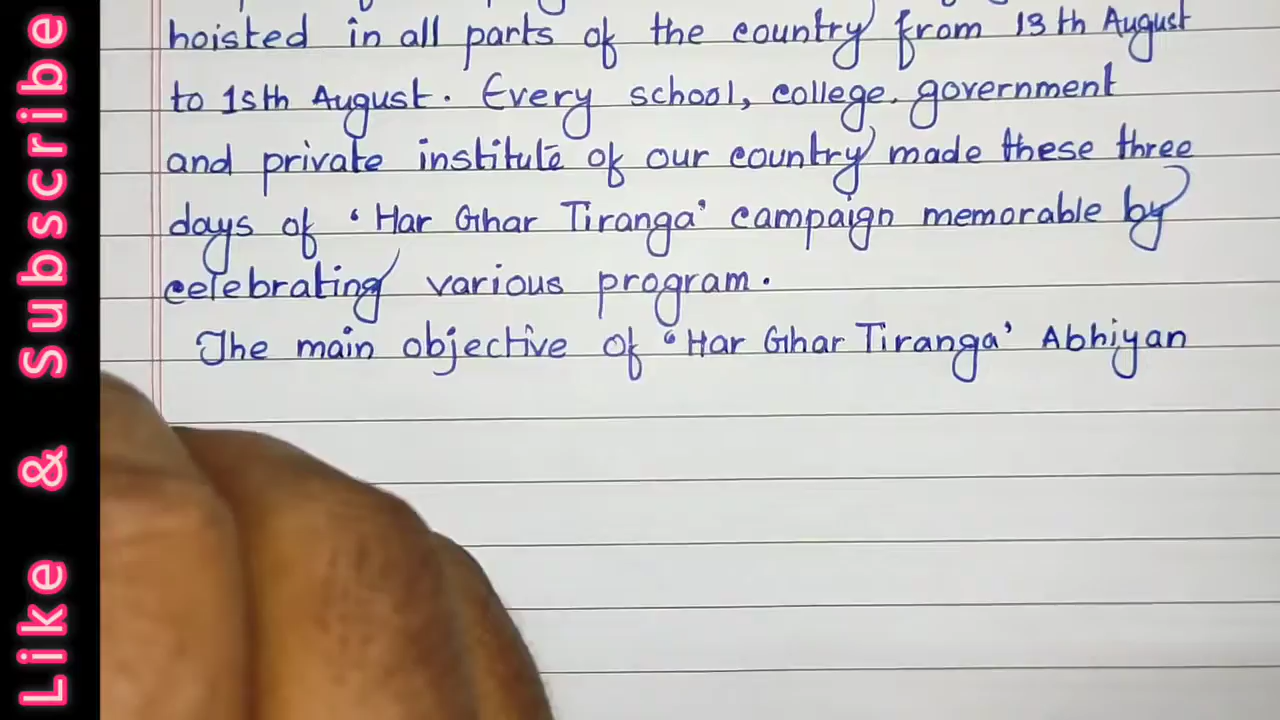 hoisted in all parts of the country from 13th August
to 15th August. Every school, college, government
and private institute of our country made these three
days of 'Har Ghar Tiranga' campaign memorable by
celebrating various program.
The main objective of 'Har Ghar Tiranga' Abhiyan
Like & Subscribe